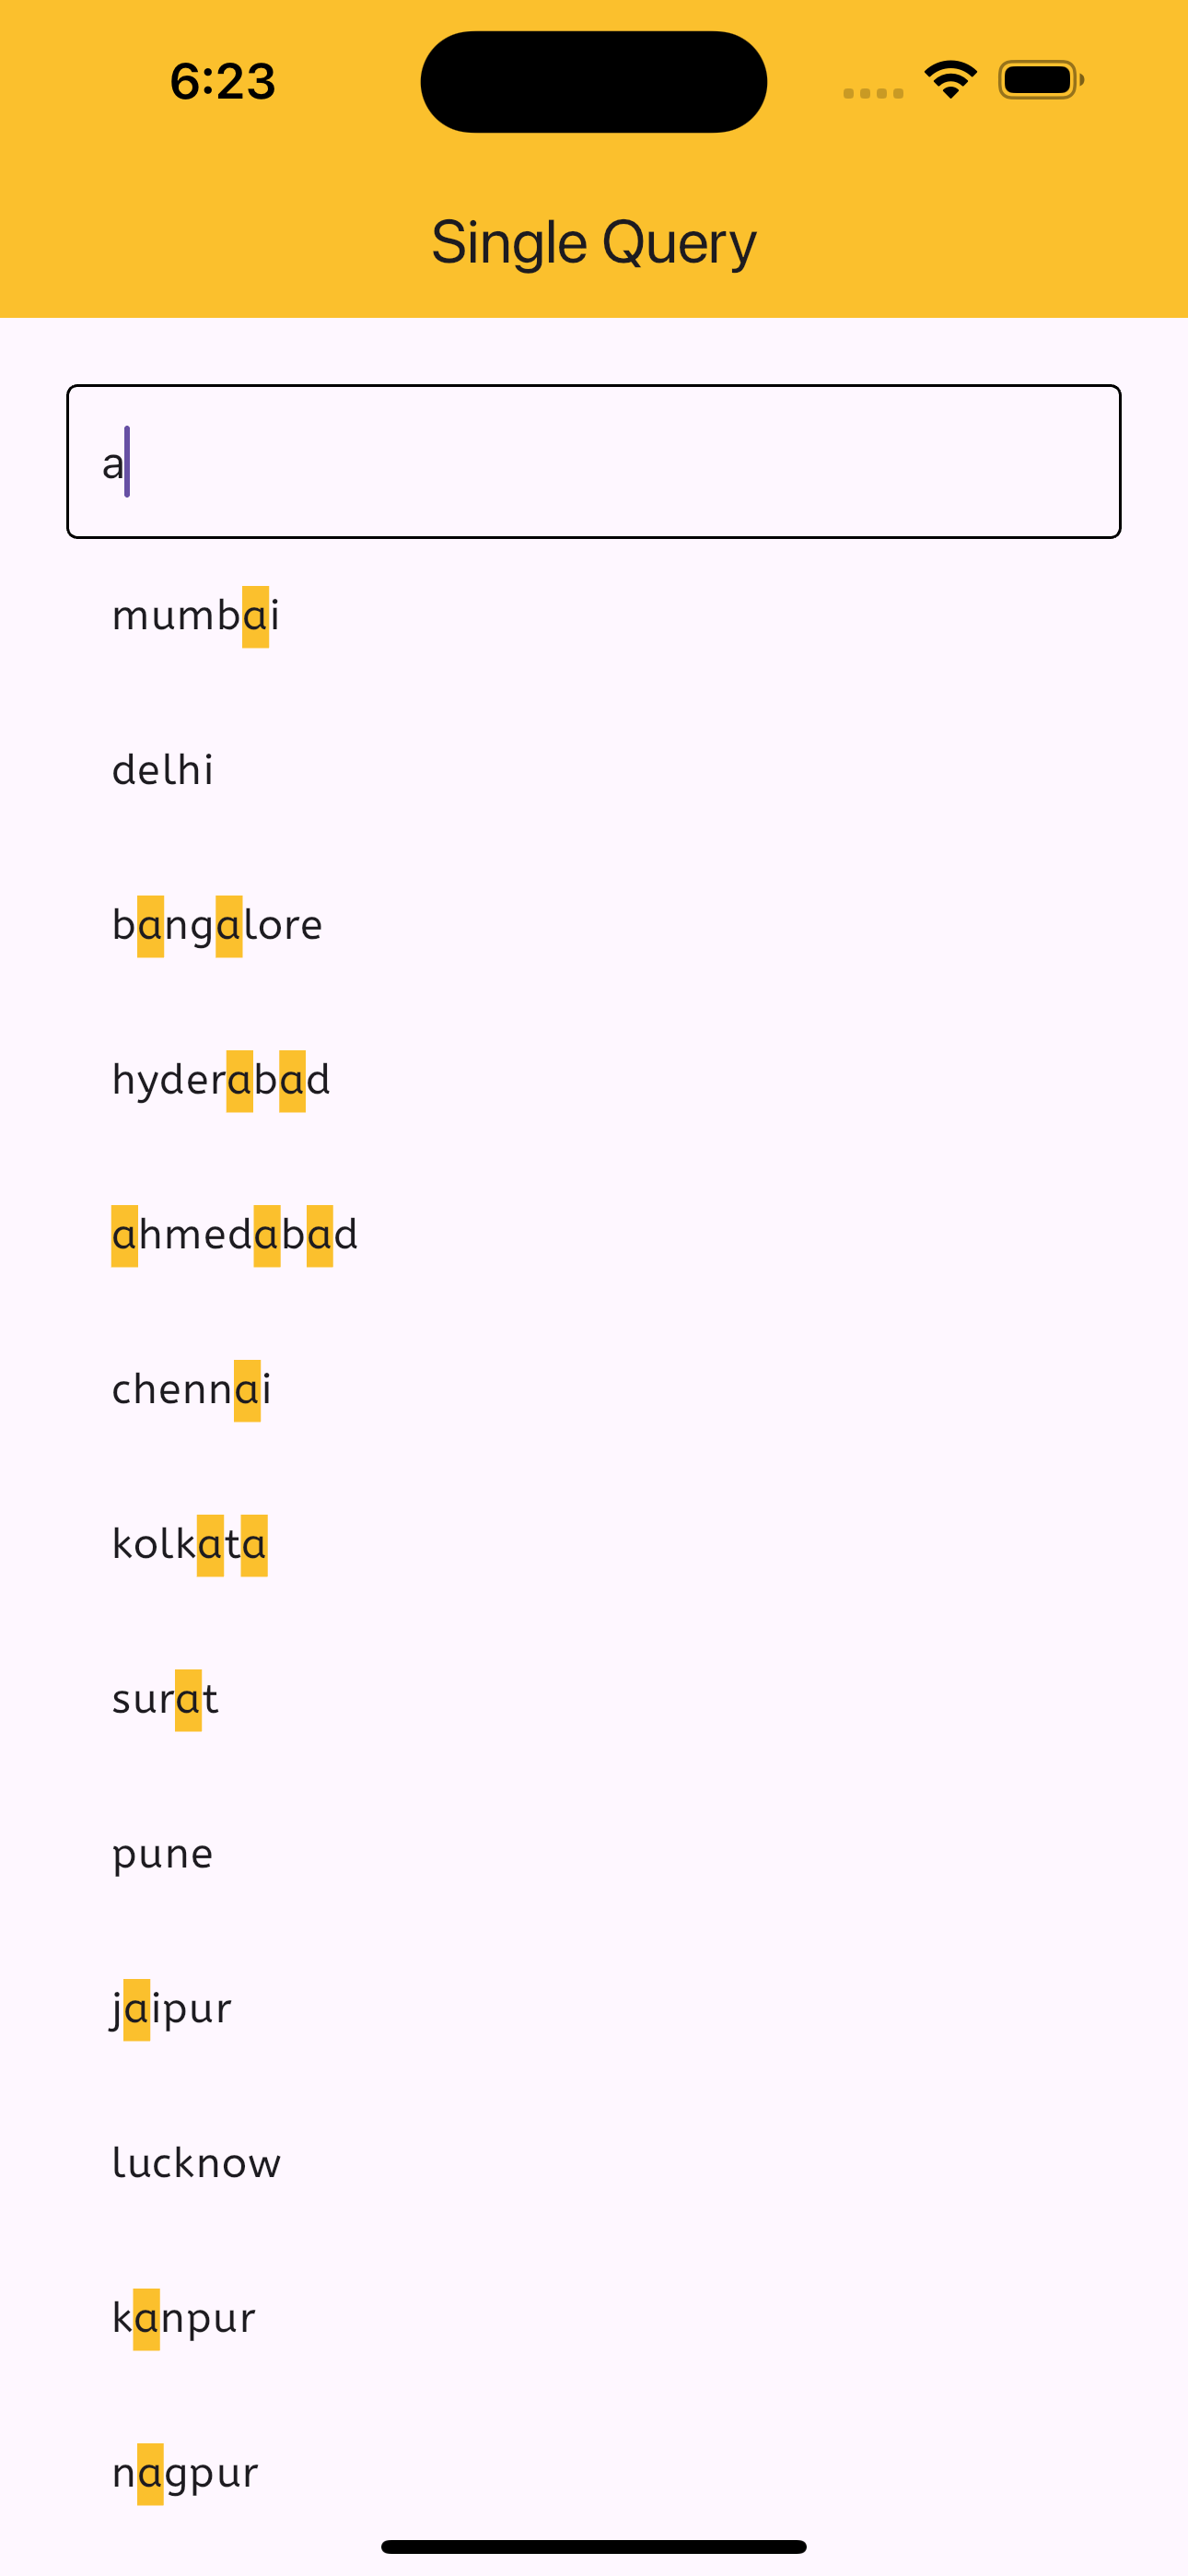 6:23
Single Query
a
mumbai
delhi
bangalore
hyderabad
ahmedabad
chennai
kolkata
surat
pune
jaipur
lucknow
kanpur
nagpur